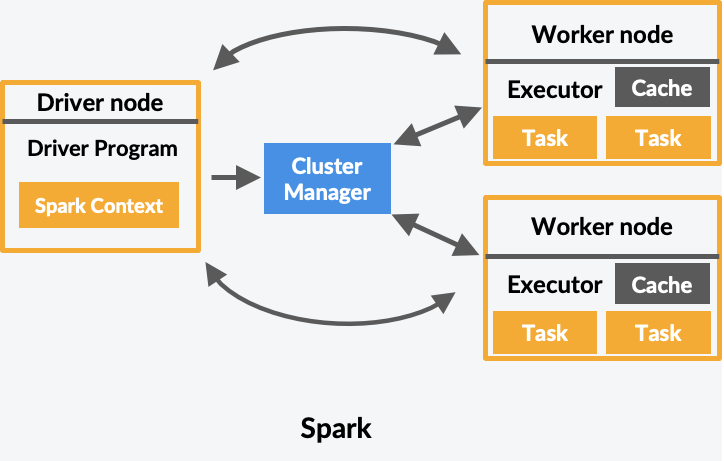 Driver node
Driver Program
Spark Context
Cluster
Manager
Worker node
Executor
Cache
Task
Task
Worker node
Executor
Cache
Task
Task
Spark